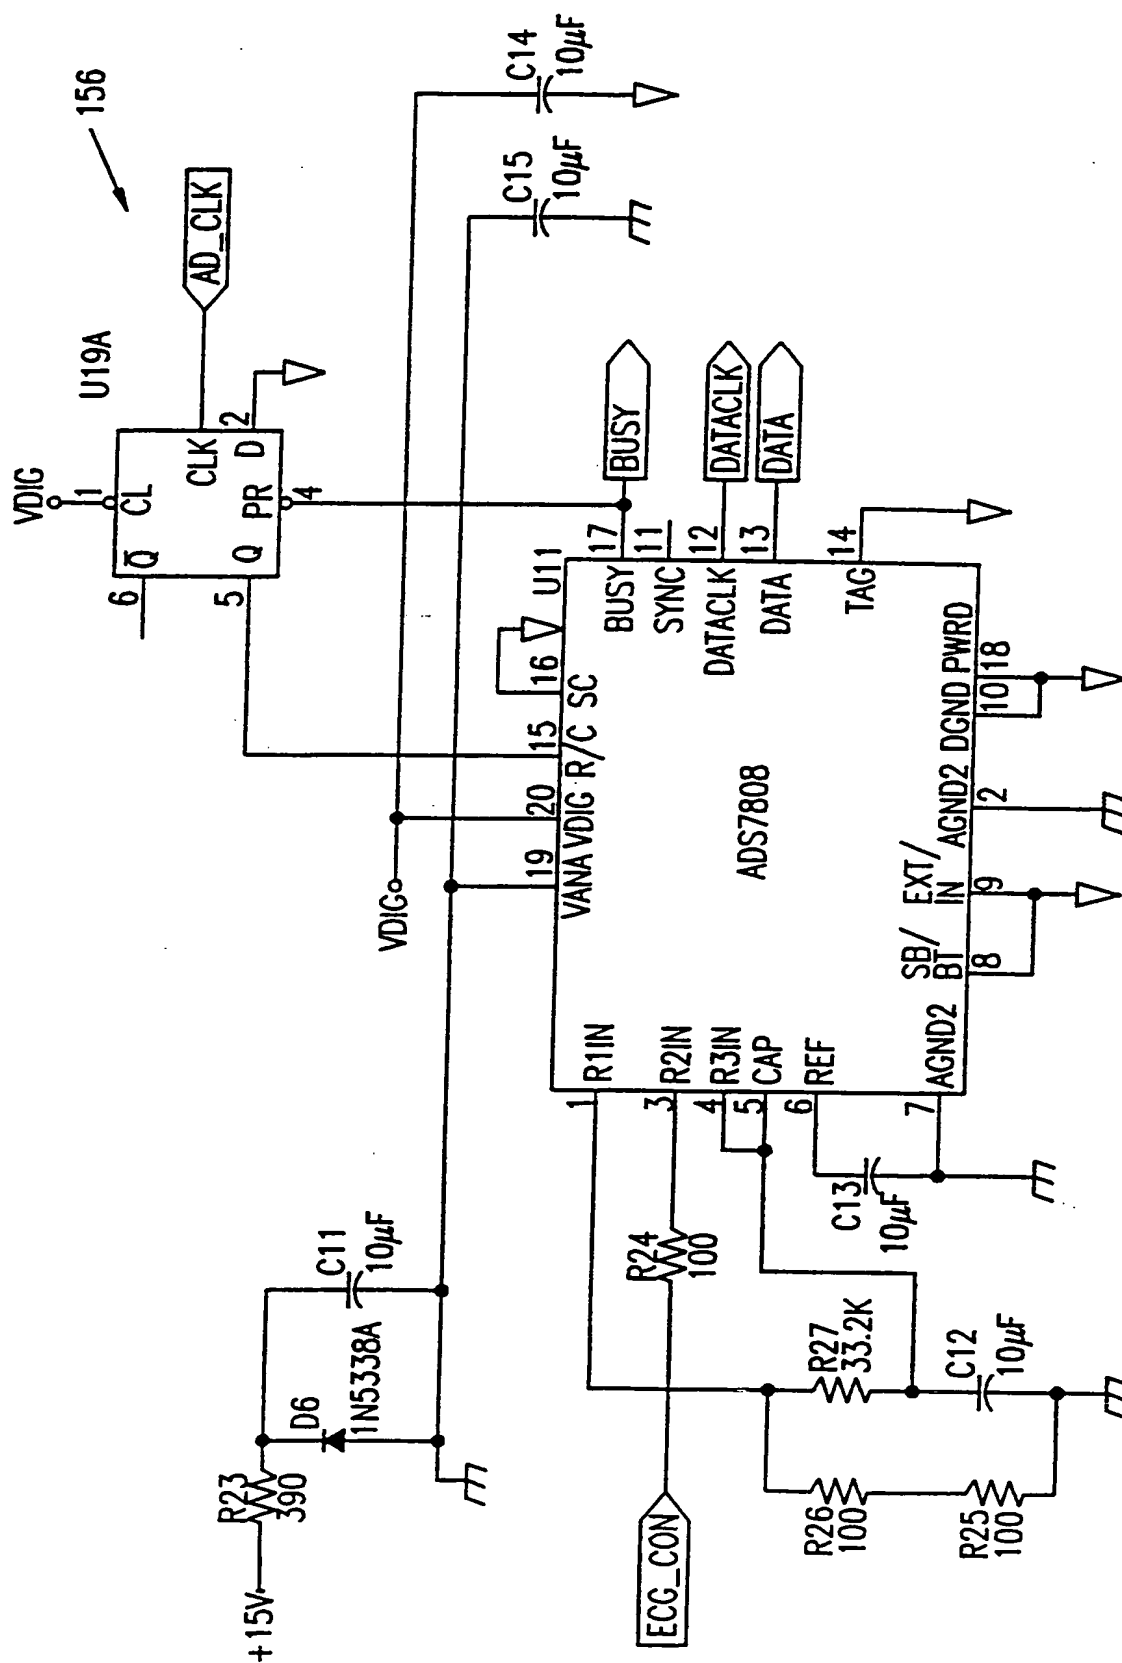 156
AD_CLK
U19A
VDIG
1
CL
CLK
2
D
Q
Q
PR
4
6
5
C14
10µF
C15
10µF
VDIG
+15V
R23
390
D6
1N5338A
C11
10µF
U11
19
20
15
16
VANA
VDIG
R/C
SC
17
BUSY
BUSY
11
SYNC
12
DATACLK
DATACLK
13
DATA
DATA
14
TAG
ADS7808
R1IN
1
R2IN
3
R3IN
4
CAP
5
REF
6
AGND2
7
SB/
BT
8
EXT/
IN
9
AGND2
2
DGND
10
PWRD
18
R24
100
ECG_CON
C13
10µF
R27
33.2K
C12
10µF
R26
100
R25
100